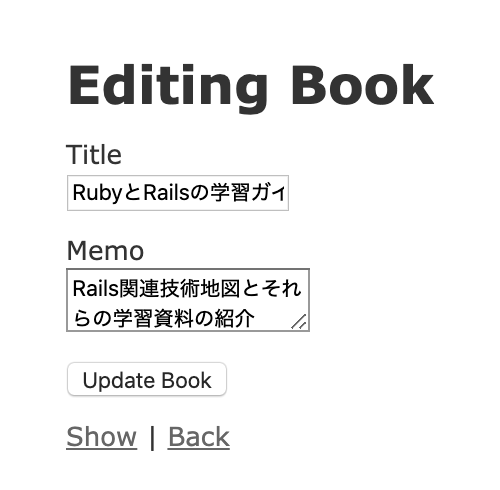 Editing Book
Title
RubyとRailsの学習ガイ
Memo
Rails関連技術地図とそれ
らの学習資料の紹介
Update Book
Show | Back